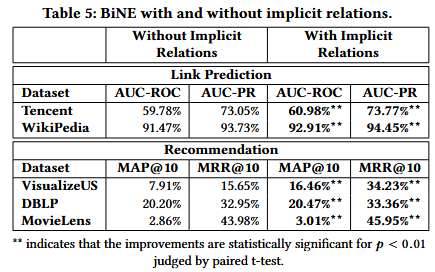 Table 5: BiNE with and without implicit relations.
Without Implicit Relations With Implicit Relations
Link Prediction
Dataset AUC-ROC AUC-PR AUC-ROC AUC-PR
Tencent 59.78% 73.05% 60.98%** 73.77%**
WikiPedia 91.47% 93.73% 92.91%** 94.45%**
Recommendation
Dataset MAP@10 MRR@10 MAP@10 MRR@10
VisualizeUS 7.91% 15.65% 16.46%** 34.23%**
DBLP 20.20% 32.95% 20.47%** 33.36%**
MovieLens 2.86% 43.98% 3.01%** 45.95%**
** indicates that the improvements are statistically significant for p < 0.01
judged by paired t-test.